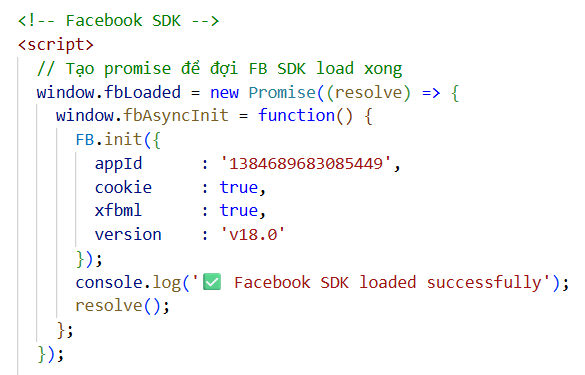 <!-- Facebook SDK -->
<script>
// Tạo promise để đợi FB SDK load xong
window.fbLoaded = new Promise((resolve) => {
window.fbAsyncInit = function() {
FB.init({
appId : '1384689683085449',
cookie : true,
xfbml : true,
version : 'v18.0'
});
console.log('✅ Facebook SDK loaded successfully');
resolve();
};
});